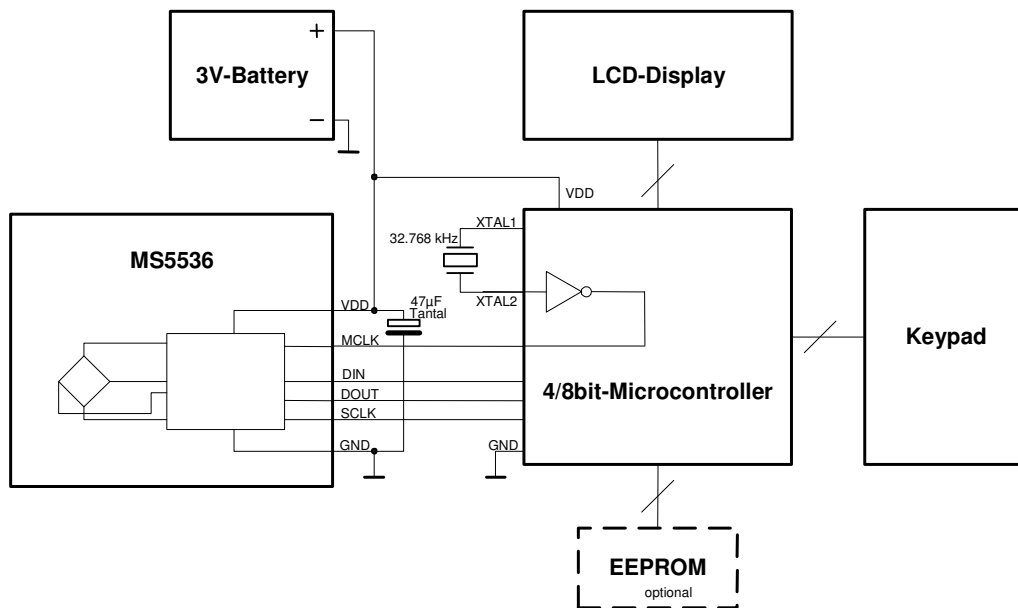 +
3V-Battery
−
LCD-Display
VDD
XTAL1
32.768 kHz
XTAL2
MS5536
VDD
47µF
Tantal
MCLK
DIN
DOUT
SCLK
GND
4/8bit-Microcontroller
GND
Keypad
EEPROM
optional